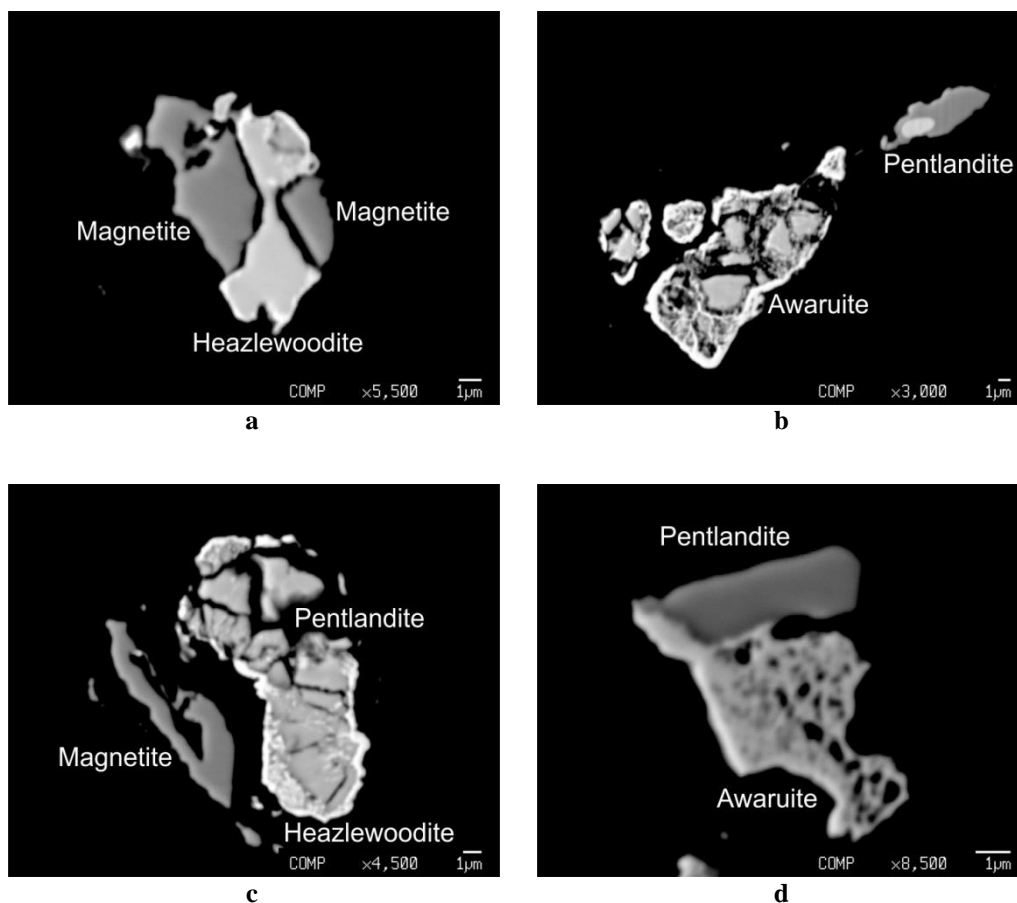 Magnetite
Magnetite
Heazlewoodite
COMP ×5,500 1µm
a
Pentlandite
Awaruite
COMP ×3,000 1µm
b
Pentlandite
Magnetite
Heazlewoodite
COMP ×4,500 1µm
c
Pentlandite
Awaruite
COMP ×8,500 1µm
d